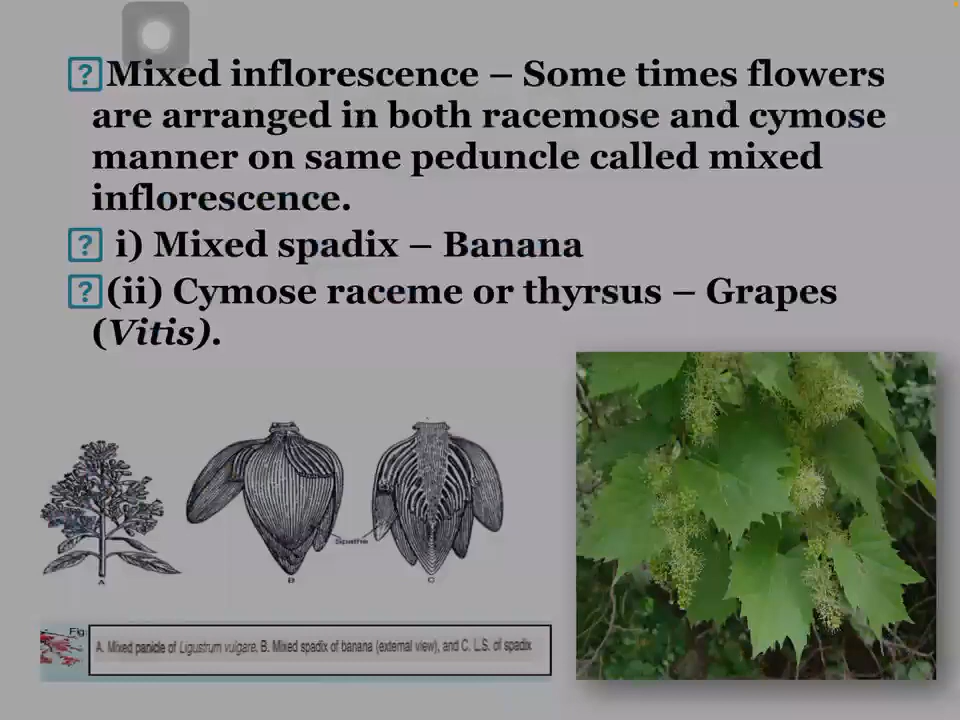 Mixed inflorescence – Some times flowers
are arranged in both racemose and cymose
manner on same peduncle called mixed
inflorescence.
i) Mixed spadix – Banana
(ii) Cymose raceme or thyrsus – Grapes
(Vitis).
Spathe
A B C
Fig
A. Mixed panicle of Ligustrum vulgare, B. Mixed spadix of banana (external view), and C. L.S. of spadix